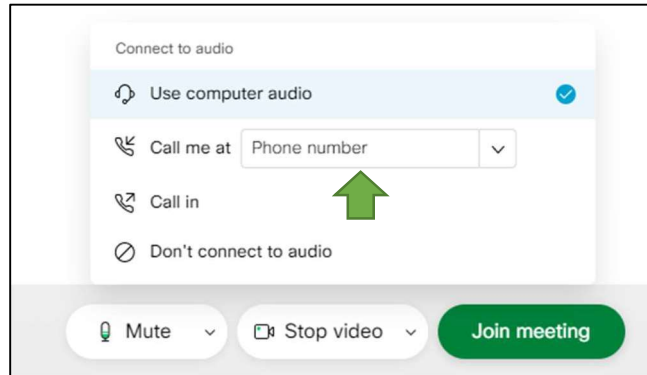 Connect to audio
Use computer audio
Call me at Phone number
Call in
Don't connect to audio
Mute Stop video Join meeting